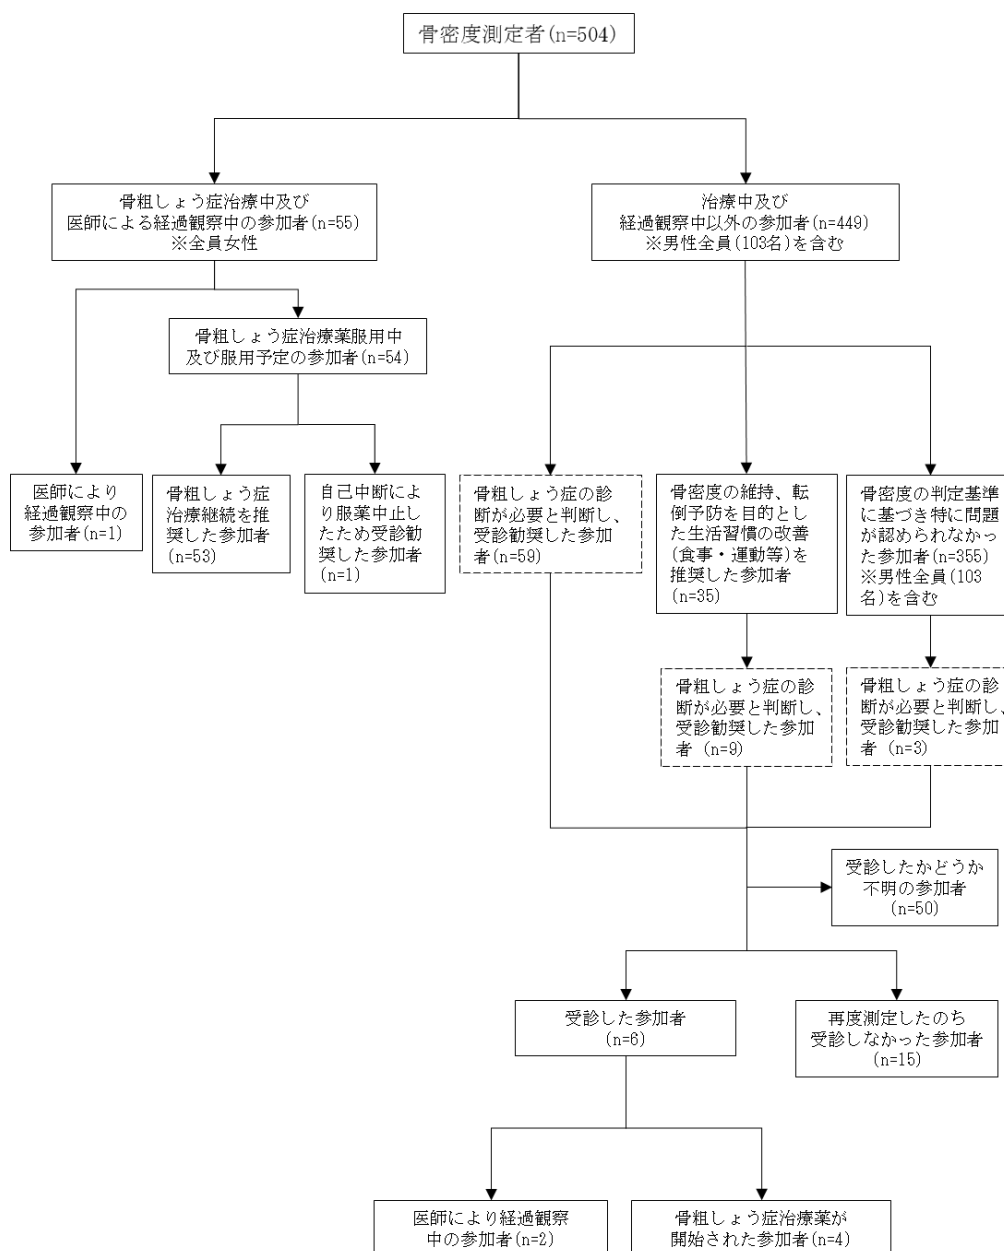 骨密度測定者(n=504)
骨粗しょう症治療中及び
医師による経過観察中の参加者(n=55)
※全員女性
治療中及び
経過観察中以外の参加者(n=449)
※男性全員(103名)を含む
骨粗しょう症治療薬服用中
及び服用予定の参加者(n=54)
医師により
経過観察中の
参加者(n=1)
骨粗しょう症
治療継続を推
奨した参加者
(n=53)
自己中断によ
り服薬中止し
たため受診勧
奨した参加者
(n=1)
骨粗しょう症の診
断が必要と判断し、
受診勧奨した参加
者(n=59)
骨密度の維持、転
倒予防を目的とし
た生活習慣の改善
(食事・運動等)を
推奨した参加者
(n=35)
骨密度の判定基準
に基づき特に問題
が認められなかっ
た参加者(n=355)
※男性全員(103
名)を含む
骨粗しょう症の診
断が必要と判断し、
受診勧奨した参加
者 (n=9)
骨粗しょう症の診
断が必要と判断し、
受診勧奨した参加
者 (n=3)
受診したかどうか
不明の参加者
(n=50)
受診した参加者
(n=6)
再度測定したのち
受診しなかった参加者
(n=15)
医師により経過観察
中の参加者(n=2)
骨粗しょう症治療薬が
開始された参加者(n=4)